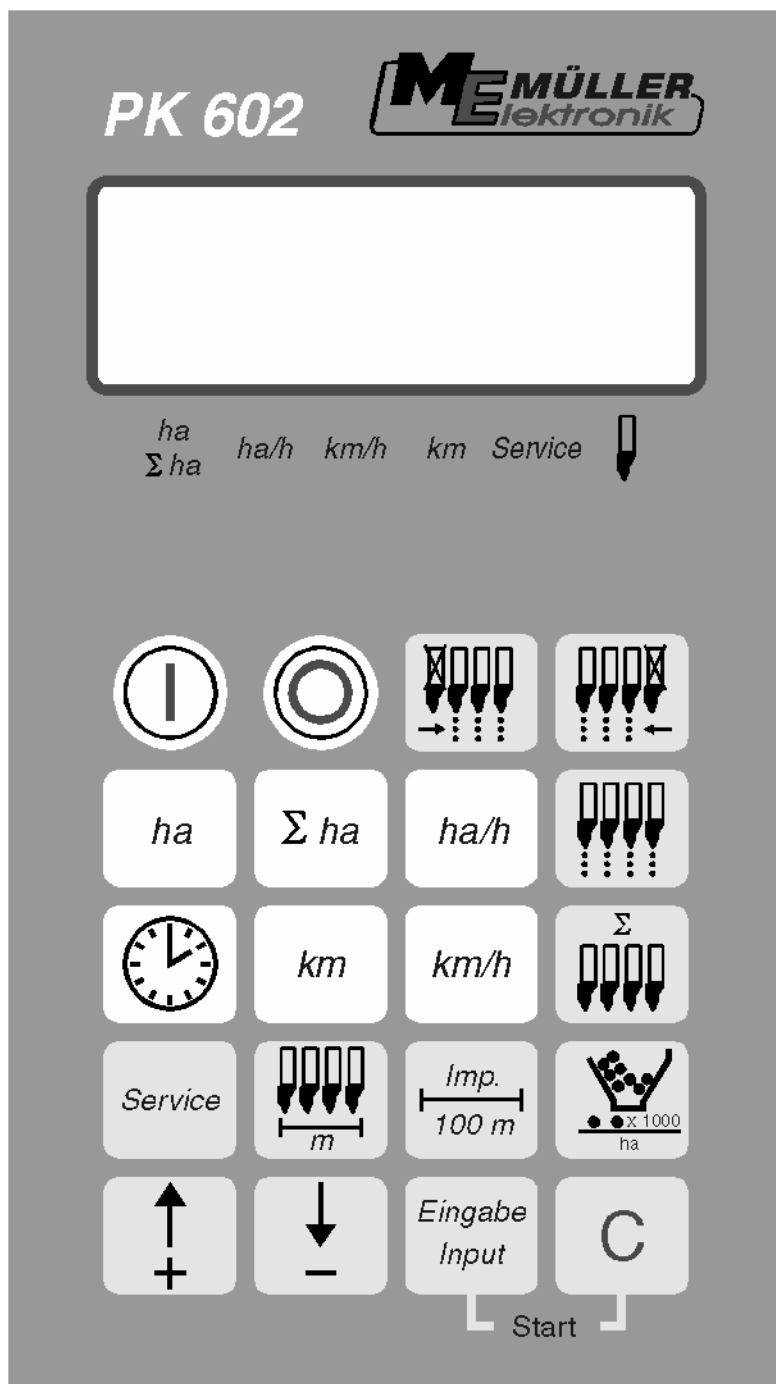 PK 602
ME MÜLLER
Elektronik
ha
Σ ha
ha/h km/h km Service
ha Σ ha ha/h
km km/h Σ
Service m Imp.
100 m
x 1000
ha
+ − Eingabe
Input C
Start